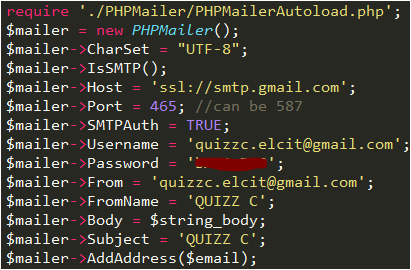 require './PHPMailer/PHPMailerAutoload.php';
$mailer = new PHPMailer();
$mailer->CharSet = "UTF-8";
$mailer->IsSMTP();
$mailer->Host = 'ssl://smtp.gmail.com';
$mailer->Port = 465; //can be 587
$mailer->SMTPAuth = TRUE;
$mailer->Username = 'quizzc.elcit@gmail.com';
$mailer->Password = '';
$mailer->From = 'quizzc.elcit@gmail.com';
$mailer->FromName = 'QUIZZ C';
$mailer->Body = $string_body;
$mailer->Subject = 'QUIZZ C';
$mailer->AddAddress($email);